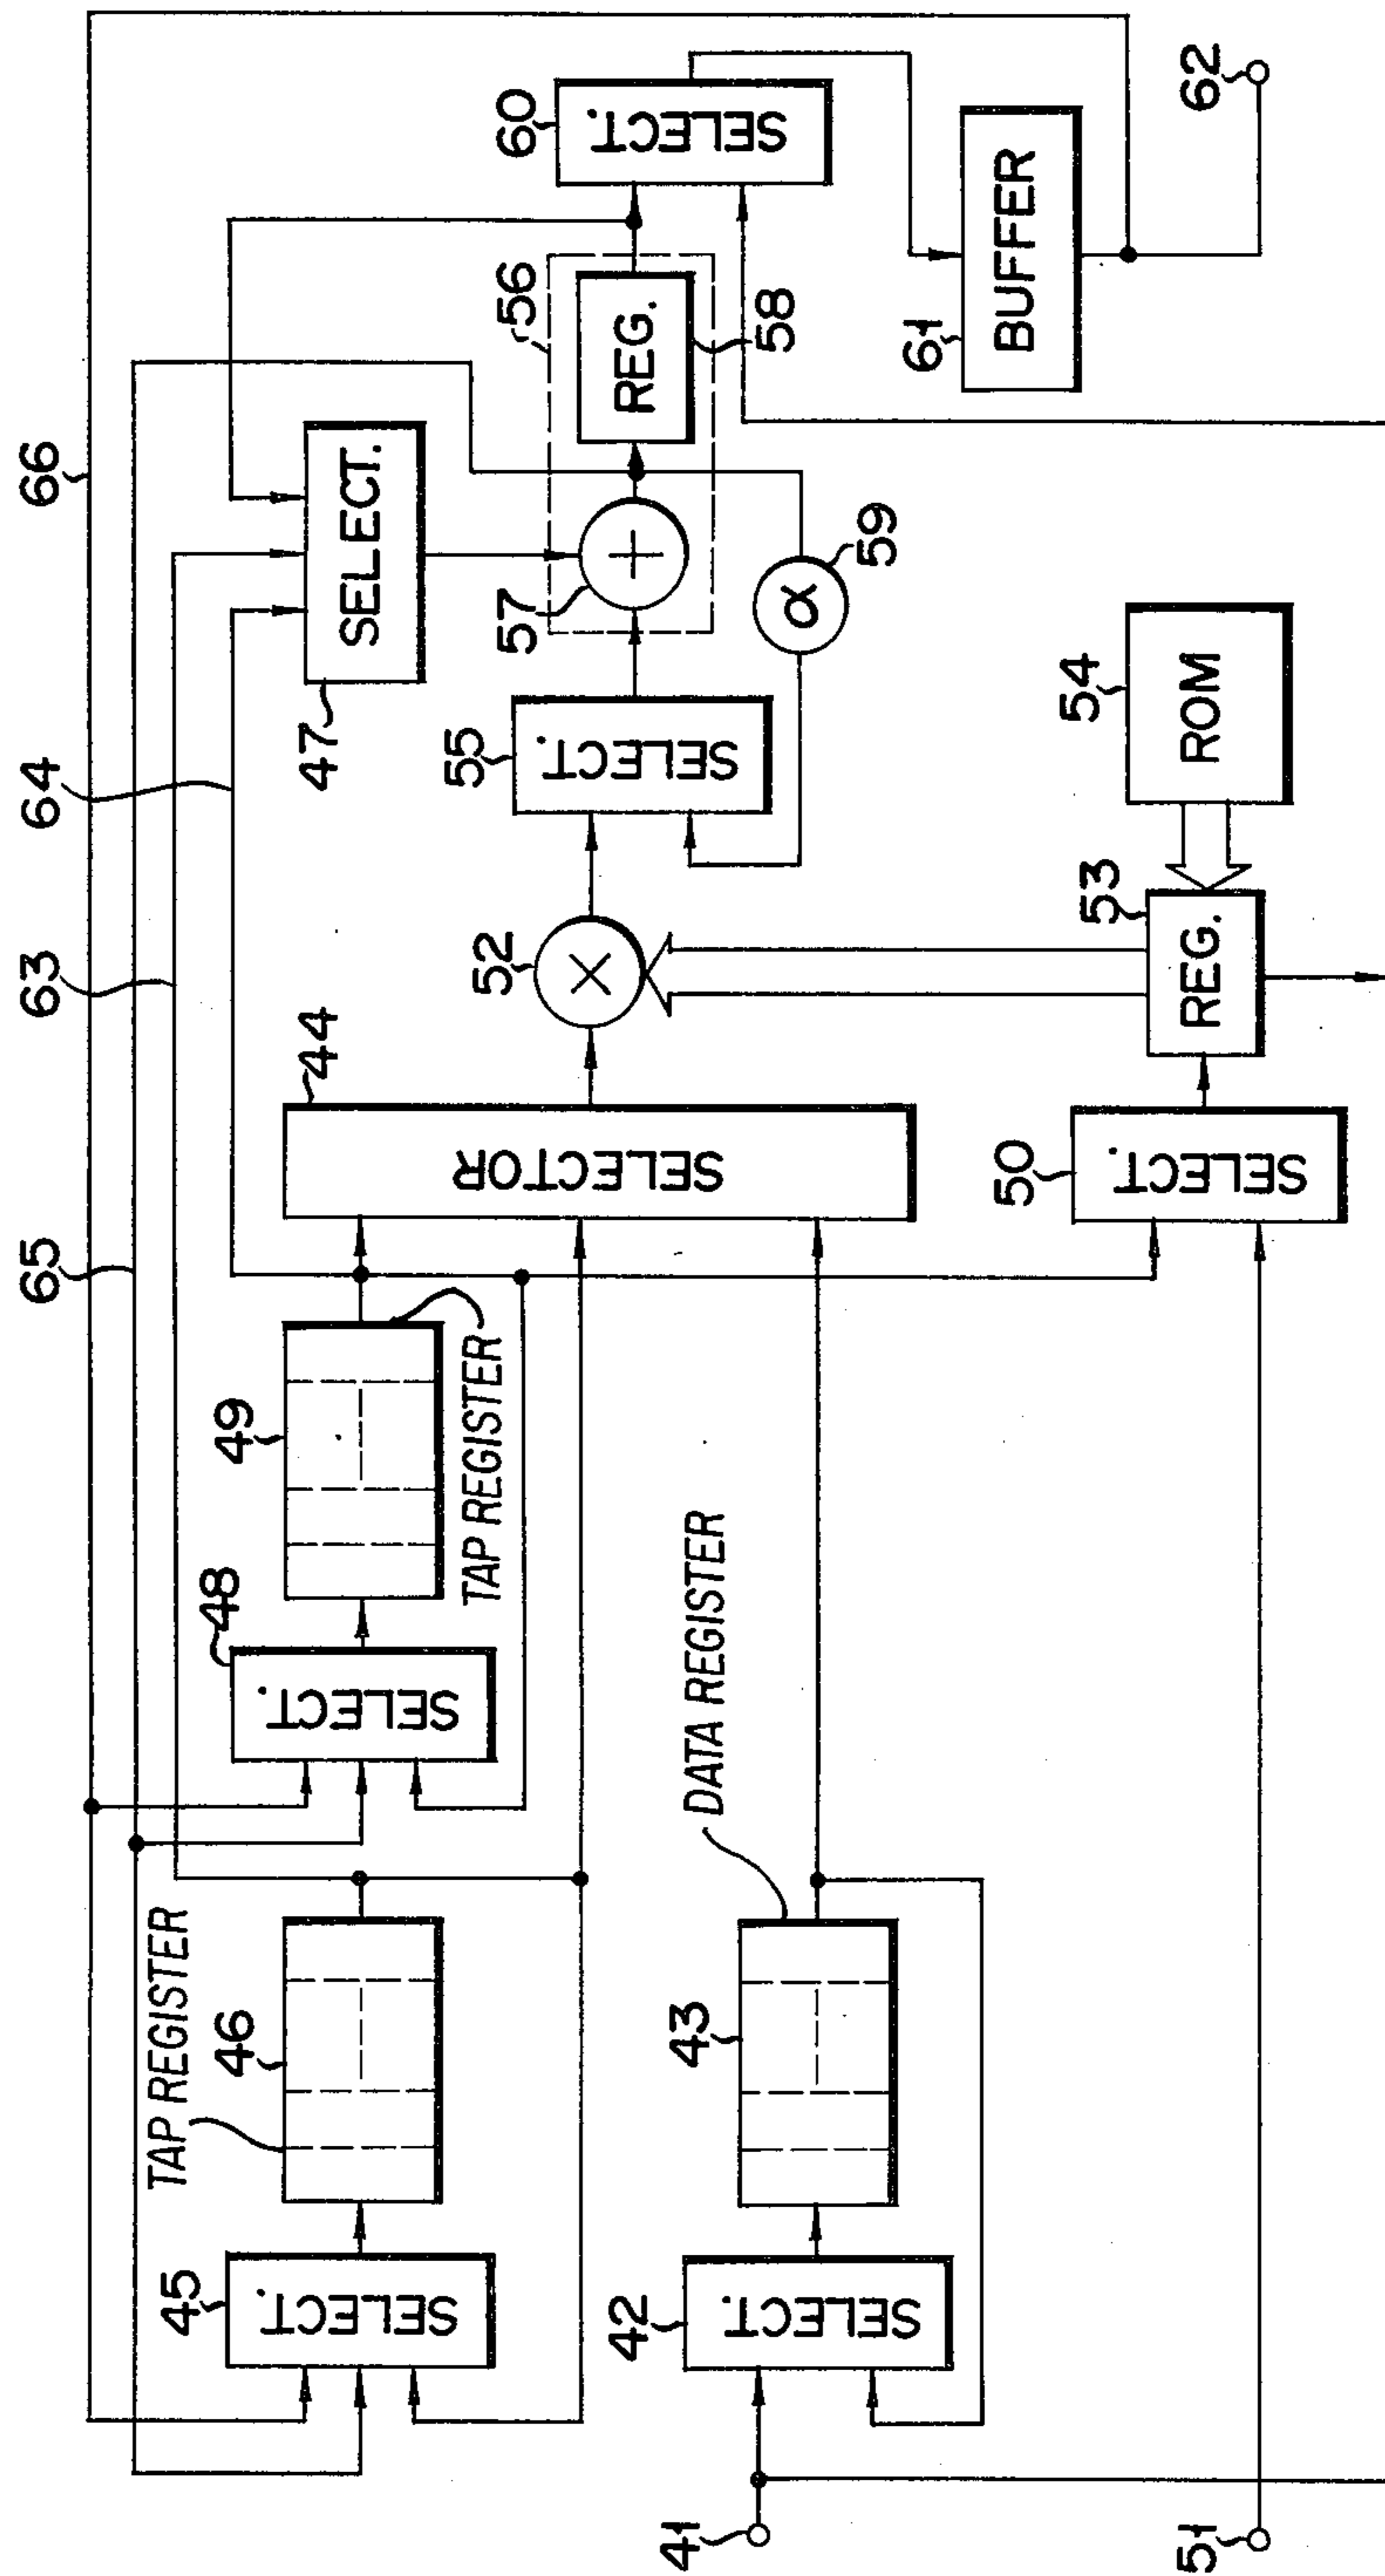 66
65
63
64
TAP REGISTER
45
SELECT.
46
48
SELECT.
49
TAP REGISTER
44
SELECTOR
47
SELECT.
52
×
55
SELECT.
57
+
56
REG.
58
59
α
60
SELECT.
61
BUFFER
62
41
42
SELECT.
43
DATA REGISTER
51
50
SELECT.
53
REG.
54
ROM